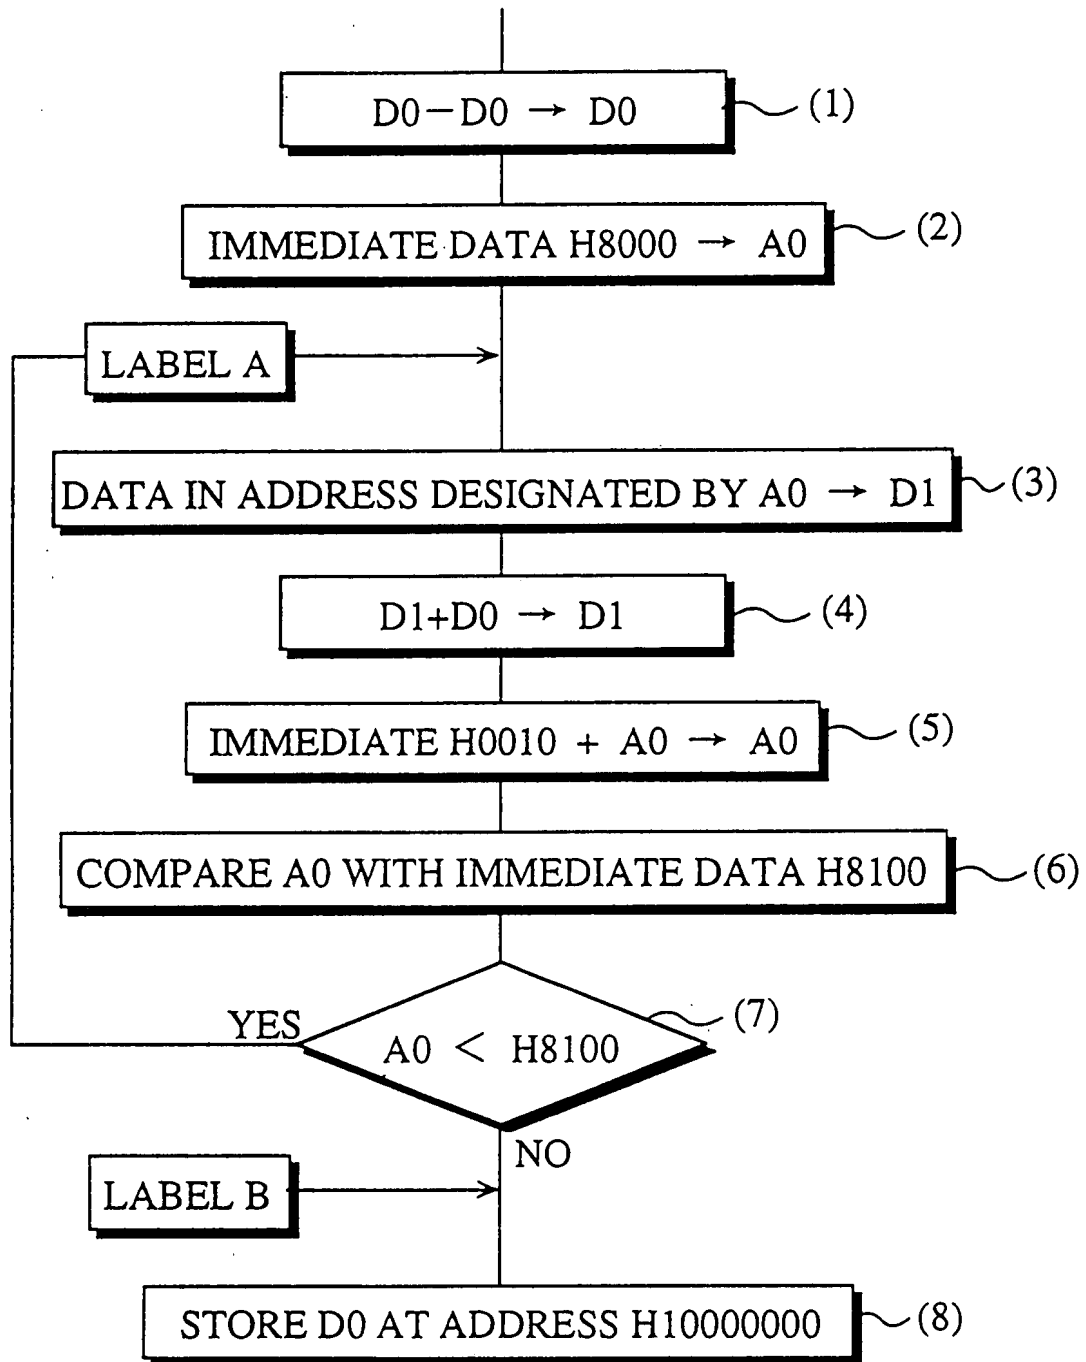 D0−D0 → D0
(1)
IMMEDIATE DATA H8000 → A0
(2)
LABEL A
DATA IN ADDRESS DESIGNATED BY A0 → D1
(3)
D1+D0 → D1
(4)
IMMEDIATE H0010 + A0 → A0
(5)
COMPARE A0 WITH IMMEDIATE DATA H8100
(6)
YES
A0 < H8100
(7)
NO
LABEL B
STORE D0 AT ADDRESS H10000000
(8)